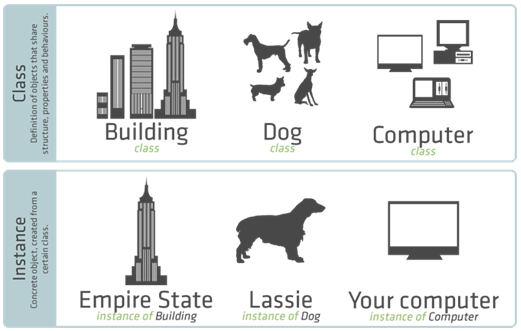 Class
Definition of objects that share
structure, properties and behaviours.
Building
class
Dog
class
Computer
class
Instance
Concrete object, created from a
certain class.
Empire State
instance of Building
Lassie
instance of Dog
Your computer
instance of Computer